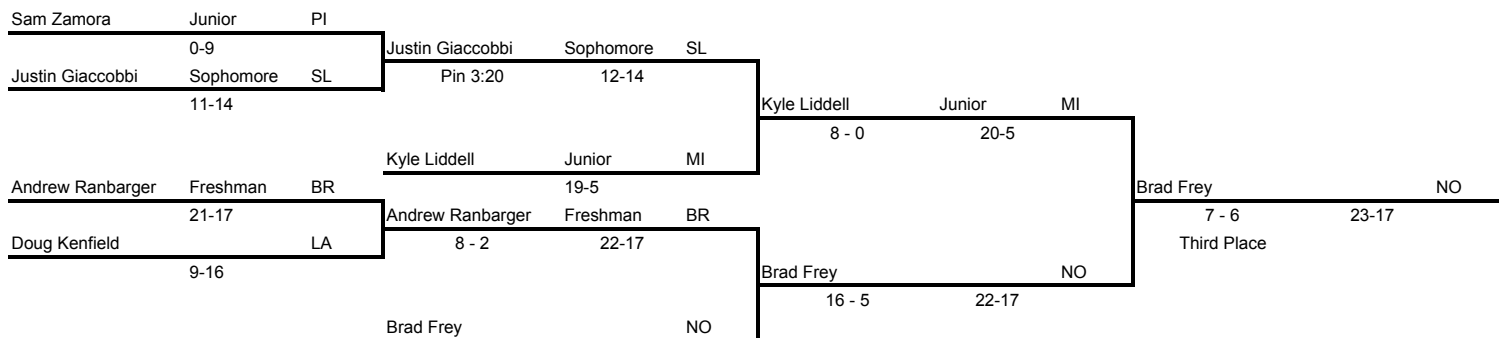 Sam Zamora Junior PI
0-9 Justin Giaccobbi Sophomore SL
Justin Giaccobbi Sophomore SL Pin 3:20 12-14
11-14 Kyle Liddell Junior MI
8 - 0 20-5
Kyle Liddell Junior MI
Andrew Ranbarger Freshman BR 19-5 Brad Frey NO
21-17 Andrew Ranbarger Freshman BR 7 - 6 23-17
Doug Kenfield LA 8 - 2 22-17 Third Place
9-16 Brad Frey NO
16 - 5 22-17
Brad Frey NO